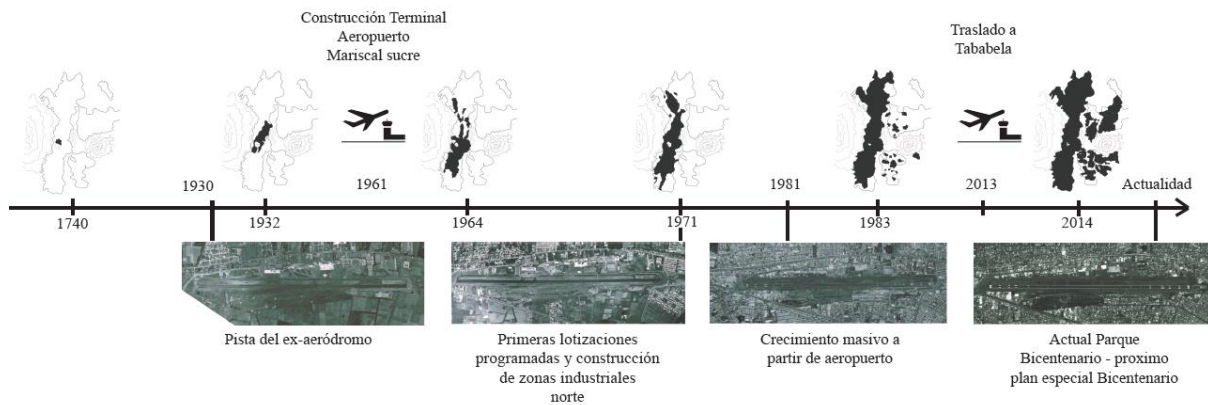 Construcción Terminal
Aeropuerto
Mariscal sucre
Traslado a
Tababela
1930
1961
1981
2013
Actualidad
1740
1932
1964
1971
1983
2014
Pista del ex-aeródromo
Primeras lotizaciones
programadas y construcción
de zonas industriales
norte
Crecimiento masivo a
partir de aeropuerto
Actual Parque
Bicentenario - proximo
plan especial Bicentenario